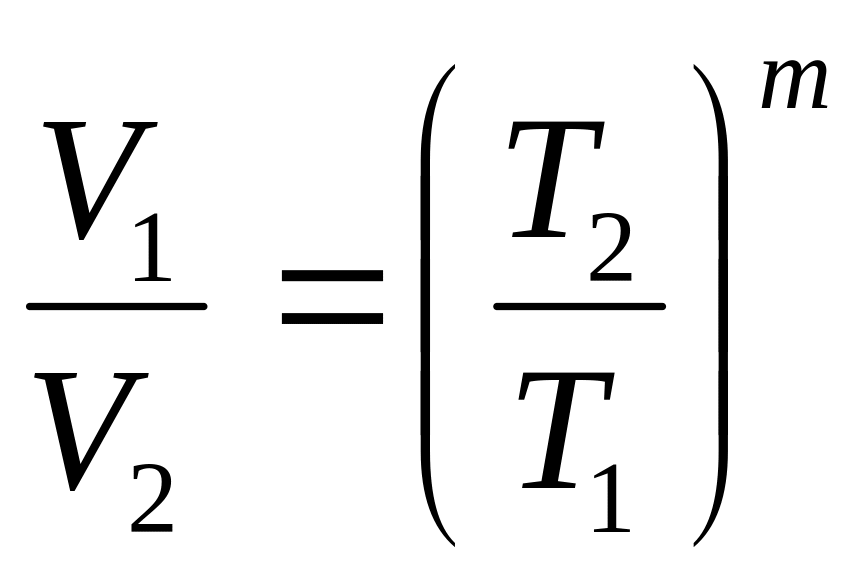 V₁/V₂ = (T₂/T₁)ᵐ